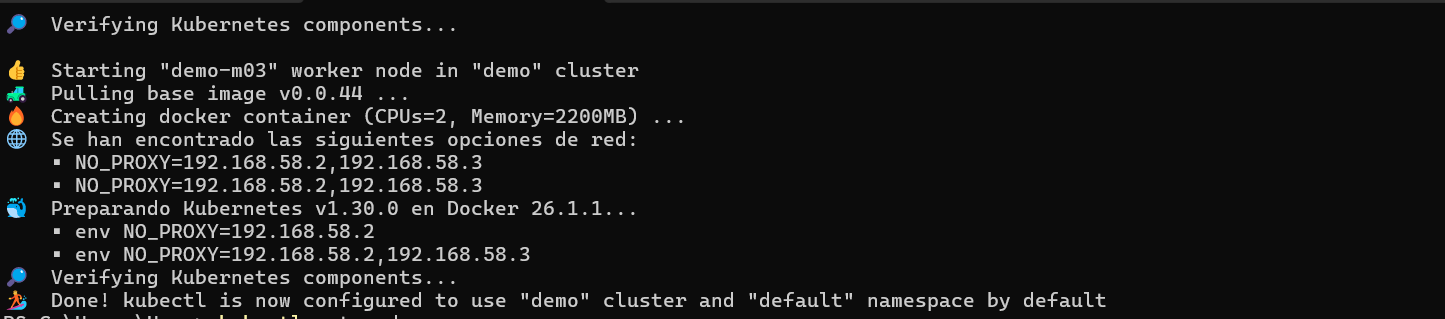 Verifying Kubernetes components...
Starting "demo-m03" worker node in "demo" cluster
Pulling base image v0.0.44 ...
Creating docker container (CPUs=2, Memory=2200MB) ...
Se han encontrado las siguientes opciones de red:
▪ NO_PROXY=192.168.58.2,192.168.58.3
▪ NO_PROXY=192.168.58.2,192.168.58.3
Preparando Kubernetes v1.30.0 en Docker 26.1.1...
▪ env NO_PROXY=192.168.58.2
▪ env NO_PROXY=192.168.58.2,192.168.58.3
Verifying Kubernetes components...
Done! kubectl is now configured to use "demo" cluster and "default" namespace by default